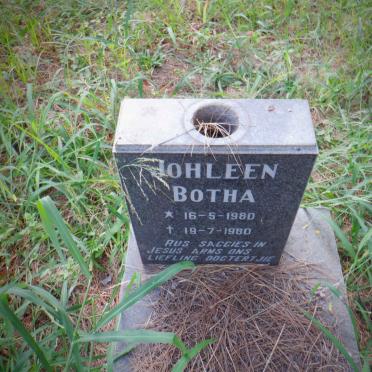 JOHLEEN
BOTHA
★ 16-5-1980
† 19-7-1980
RUS SAGGIES IN
JESUS ARMS ONS
LIEFLING DOGTERTJIE